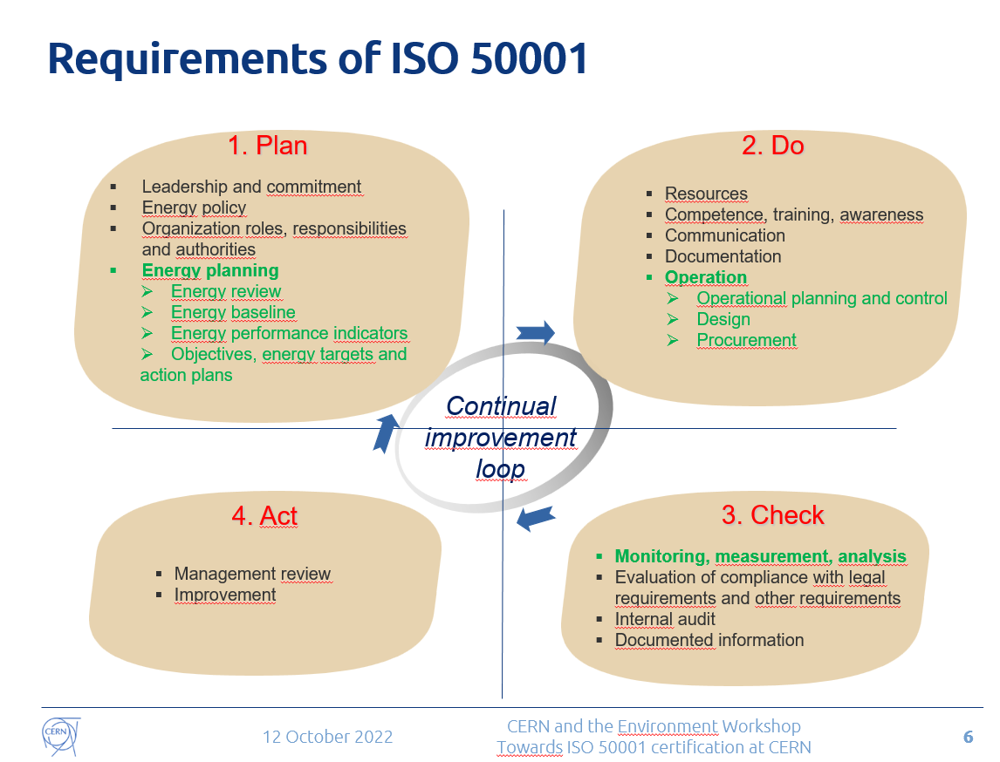 Requirements of ISO 50001
1. Plan
Leadership and commitment
Energy policy
Organization roles, responsibilities
and authorities
Energy planning
Energy review
Energy baseline
Energy performance indicators
Objectives, energy targets and
action plans
2. Do
Resources
Competence, training, awareness
Communication
Documentation
Operation
Operational planning and control
Design
Procurement
Continual
improvement
loop
4. Act
Management review
Improvement
3. Check
Monitoring, measurement, analysis
Evaluation of compliance with legal
requirements and other requirements
Internal audit
Documented information
CERN
12 October 2022
CERN and the Environment Workshop
Towards ISO 50001 certification at CERN
6